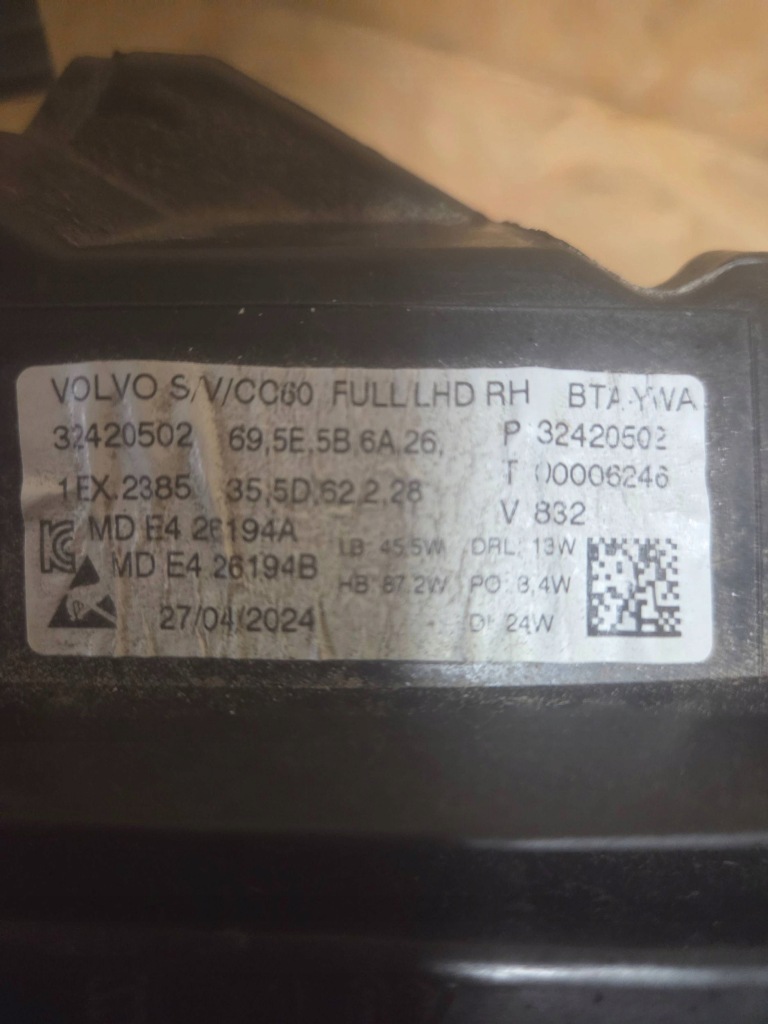 VOLVO S/V/CC60 FULL LHD RH BTA.YWA
32420502 69,5E,5B,6A,26, P 32420502
1EX.2385 35,5D,62,2,28 T 00006246
V 832
MD E4 26194A LB: 45,5W DRL: 13W
MD E4 26194B HB: 87.2W PO: 8,4W
27/04/2024 DI: 24W